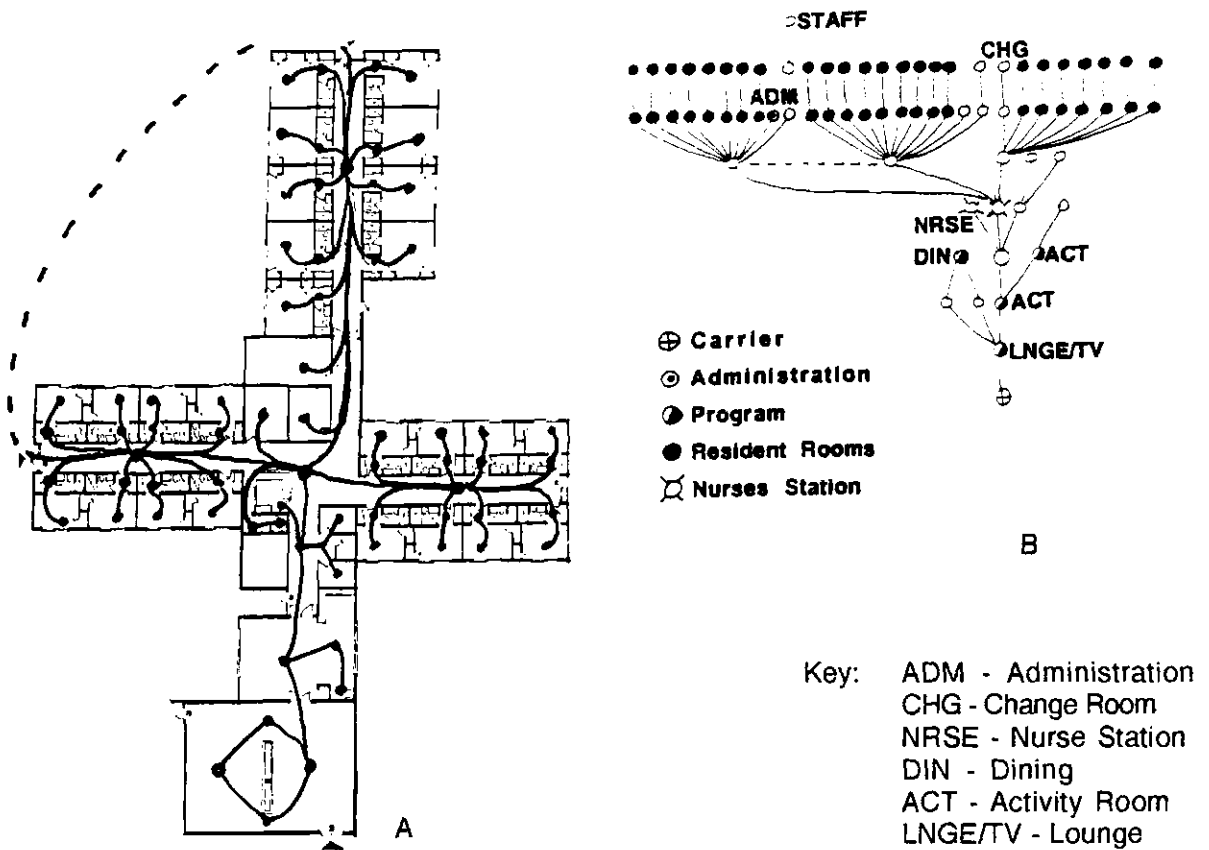 STAFF
CHG
ADM
NRSE
DIN
ACT
ACT
LNGE/TV
Carrier
Administration
Program
Resident Rooms
Nurses Station
A
B
Key: ADM - Administration
CHG - Change Room
NRSE - Nurse Station
DIN - Dining
ACT - Activity Room
LNGE/TV - Lounge